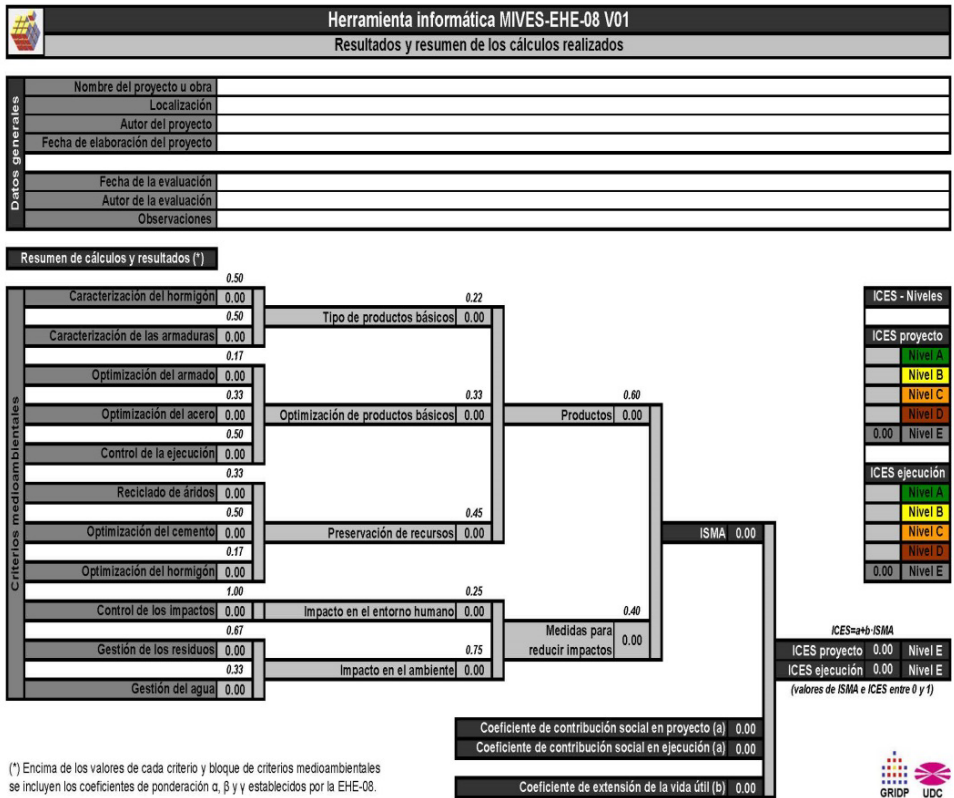 Herramienta informática MIVES-EHE-08 V01
Resultados y resumen de los cálculos realizados
Datos generales
Nombre del proyecto u obra
Localización
Autor del proyecto
Fecha de elaboración del proyecto
Fecha de la evaluación
Autor de la evaluación
Observaciones
Resumen de cálculos y resultados (*)
Criterios medioambientales
0.50
Caracterización del hormigón 0.00
0.50
Caracterización de las armaduras 0.00
0.17
Optimización del armado 0.00
0.33
Optimización del acero 0.00
0.50
Control de la ejecución 0.00
0.33
Reciclado de áridos 0.00
0.50
Optimización del cemento 0.00
0.17
Optimización del hormigón 0.00
1.00
Control de los impactos 0.00
0.67
Gestión de los residuos 0.00
0.33
Gestión del agua 0.00
0.22
Tipo de productos básicos 0.00
0.33
Optimización de productos básicos 0.00
0.45
Preservación de recursos 0.00
0.25
Impacto en el entorno humano 0.00
0.75
Impacto en el ambiente 0.00
0.60
Productos 0.00
0.40
Medidas para
reducir impactos 0.00
ISMA 0.00
Coeficiente de contribución social en proyecto (a) 0.00
Coeficiente de contribución social en ejecución (a) 0.00
Coeficiente de extensión de la vida útil (b) 0.00
ICES - Niveles
ICES proyecto
Nivel A
Nivel B
Nivel C
Nivel D
0.00 Nivel E
ICES ejecución
Nivel A
Nivel B
Nivel C
Nivel D
0.00 Nivel E
ICES=a+b·ISMA
ICES proyecto 0.00 Nivel E
ICES ejecución 0.00 Nivel E
(valores de ISMA e ICES entre 0 y 1)
(*) Encima de los valores de cada criterio y bloque de criterios medioambientales
se incluyen los coeficientes de ponderación α, β y γ establecidos por la EHE-08.
GRIDP UDC